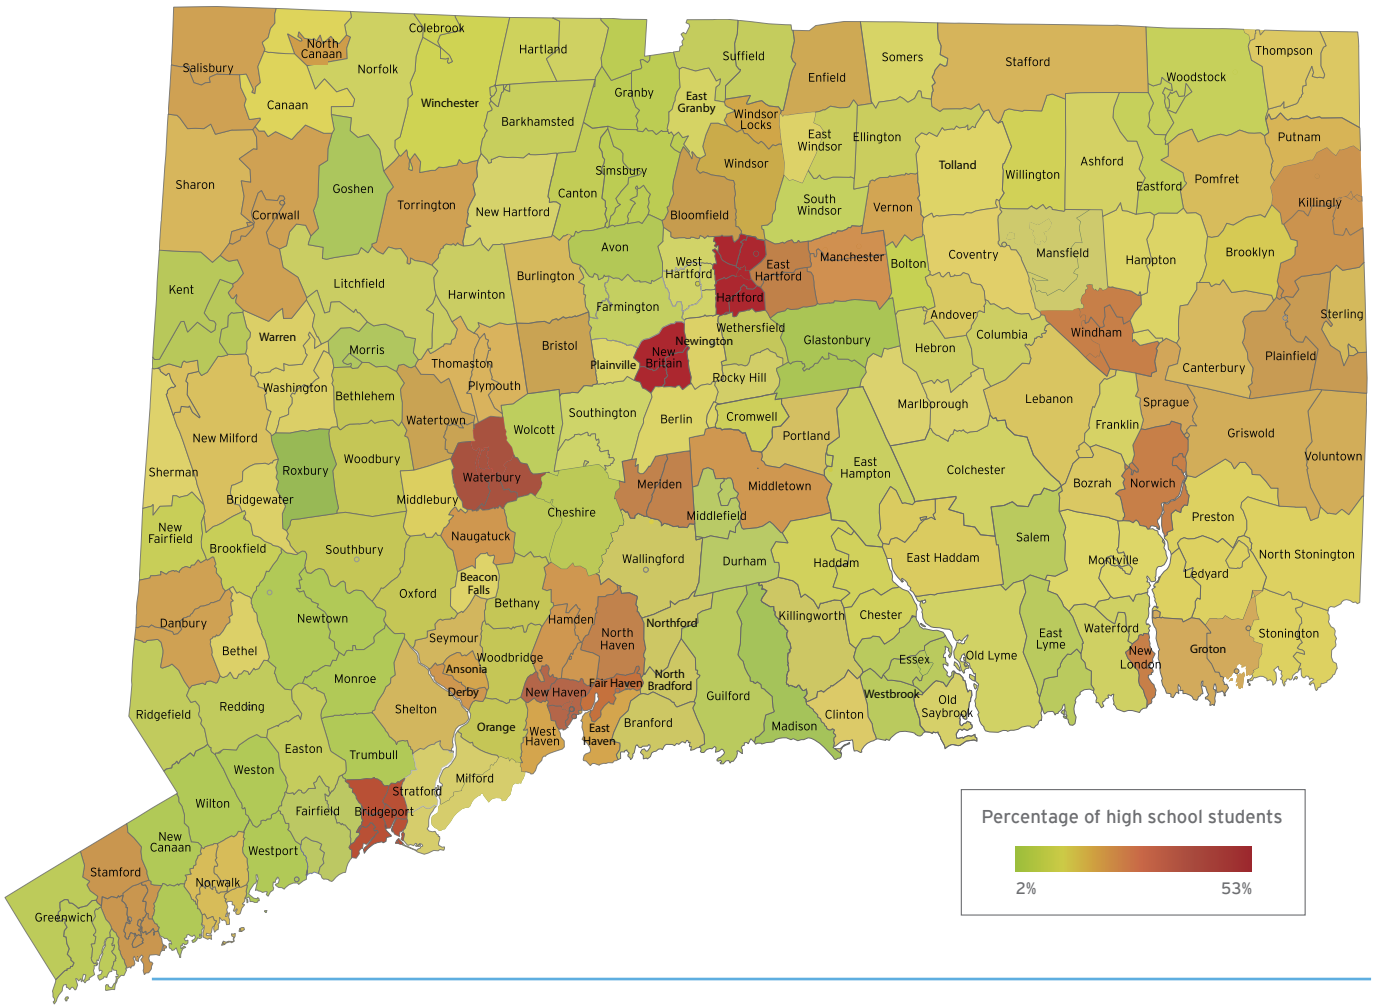 Colebrook
Hartland
North
Canaan
Suffield
Somers
Stafford
Thompson
Salisbury
Norfolk
Enfield
Woodstock
Canaan
Winchester
Granby
East
Granby
Barkhamsted
Windsor
Locks
East
Windsor
Ellington
Putnam
Tolland
Willington
Ashford
Windsor
Simsbury
Sharon
Goshen
Canton
Eastford
Pomfret
Torrington
New Hartford
South
Windsor
Vernon
Killingly
Cornwall
Bloomfield
Avon
Coventry
Mansfield
Hampton
Brooklyn
West
Hartford
East
Hartford
Manchester
Bolton
Kent
Litchfield
Burlington
Harwinton
Hartford
Farmington
Andover
Sterling
Warren
Wethersfield
Newington
Glastonbury
Columbia
Windham
Morris
Bristol
New
Britain
Hebron
Plainfield
Thomaston
Plainville
Rocky Hill
Canterbury
Washington
Plymouth
Bethlehem
Marlborough
Lebanon
Sprague
Southington
Berlin
Cromwell
Watertown
Wolcott
Portland
Franklin
Griswold
New Milford
Woodbury
Voluntown
Sherman
Roxbury
Waterbury
East
Hampton
Colchester
Bozrah
Norwich
Meriden
Middletown
Bridgewater
Middlebury
Cheshire
Middlefield
Preston
New
Fairfield
Naugatuck
Salem
Brookfield
Southbury
Wallingford
Durham
Haddam
East Haddam
Montville
North Stonington
Ledyard
Beacon
Falls
Oxford
Bethany
Danbury
Newtown
Hamden
Northford
Killingworth
Chester
Waterford
Bethel
Seymour
North
Haven
East
Lyme
Stonington
Woodbridge
Essex
Old Lyme
New
London
Groton
Ansonia
Monroe
Derby
New Haven
Fair Haven
North
Bradford
Guilford
Westbrook
Old
Saybrook
Ridgefield
Redding
Shelton
Orange
West
Haven
East
Haven
Branford
Madison
Clinton
Easton
Trumbull
Weston
Milford
Stratford
Wilton
Fairfield
Bridgeport
New
Canaan
Westport
Stamford
Norwalk
Greenwich
Percentage of high school students
2%
53%